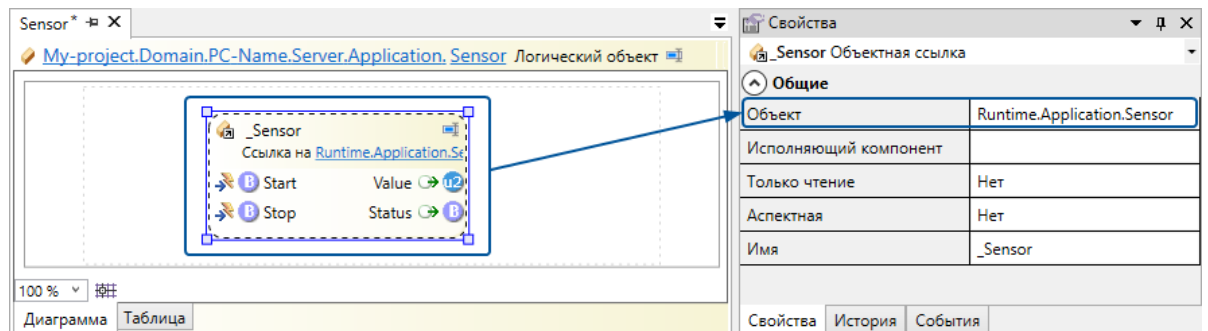 Sensor*
My-project.Domain.PC-Name.Server.Application. Sensor Логический объект
_Sensor
Ссылка на Runtime.Application.Se
B Start Value u2
B Stop Status B
100 %
Диаграмма Таблица
Свойства
_Sensor Объектная ссылка
Общие
Объект Runtime.Application.Sensor
Исполняющий компонент
Только чтение Нет
Аспектная Нет
Имя _Sensor
Свойства История События